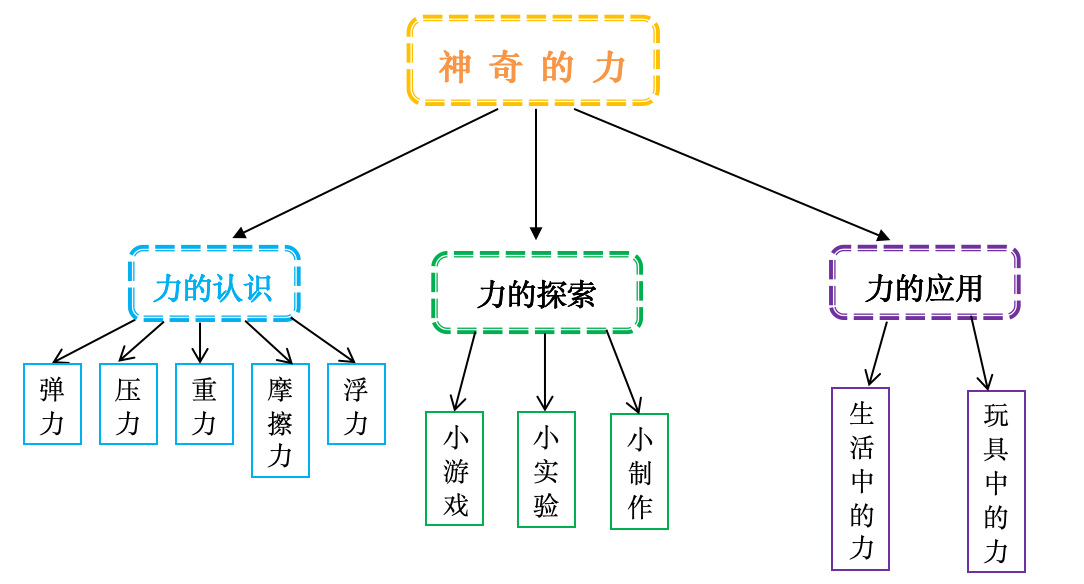 神奇的力
力的认识
力的探索
力的应用
弹力
压力
重力
摩擦力
浮力
小游戏
小实验
小制作
生活中的力
玩具中的力